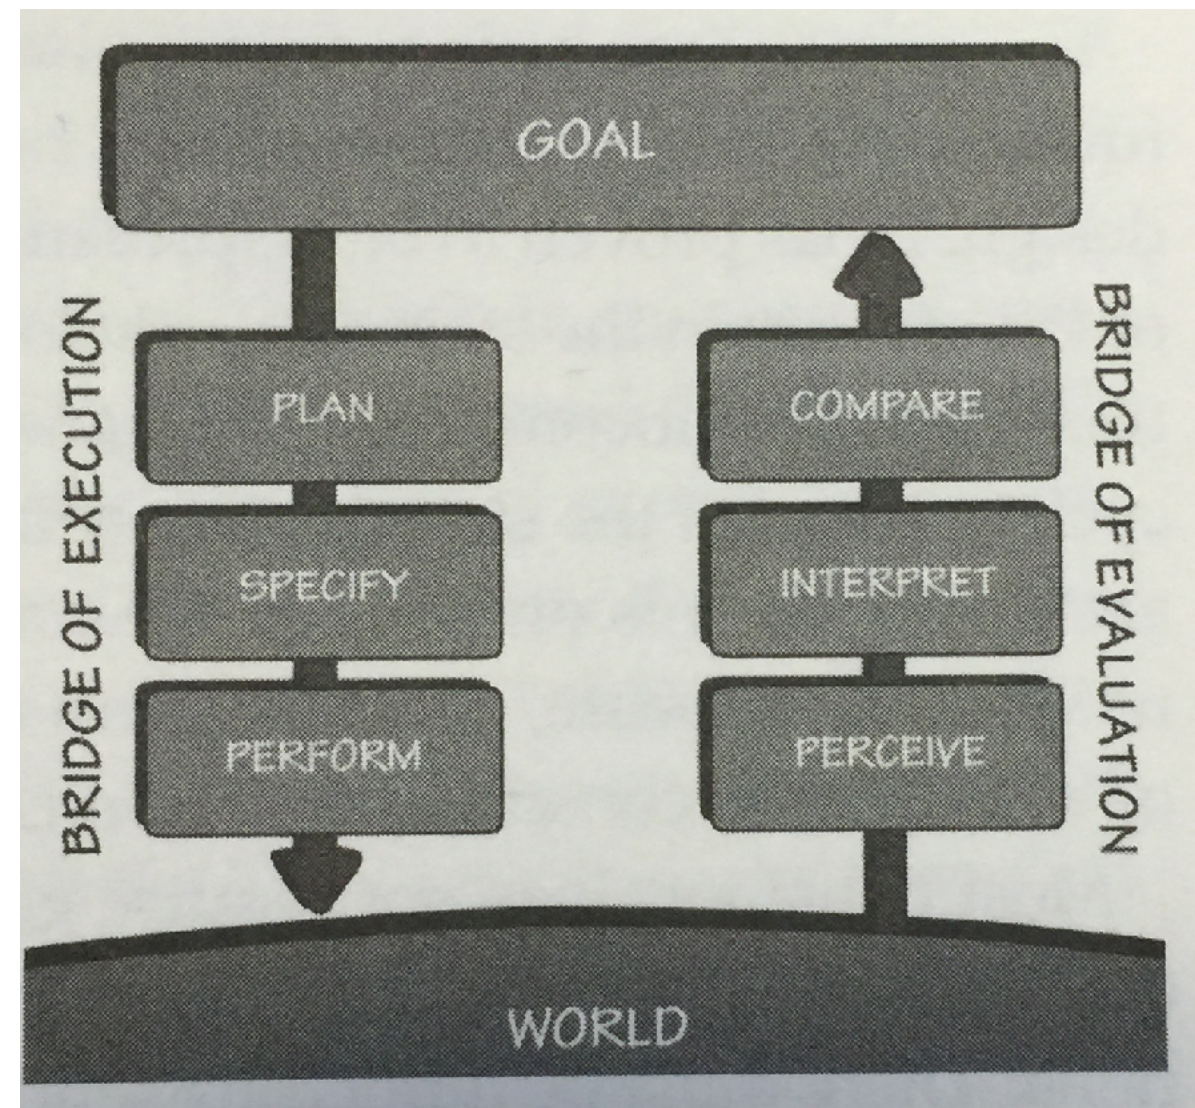 GOAL
BRIDGE OF EXECUTION
PLAN
SPECIFY
PERFORM
COMPARE
INTERPRET
PERCEIVE
BRIDGE OF EVALUATION
WORLD